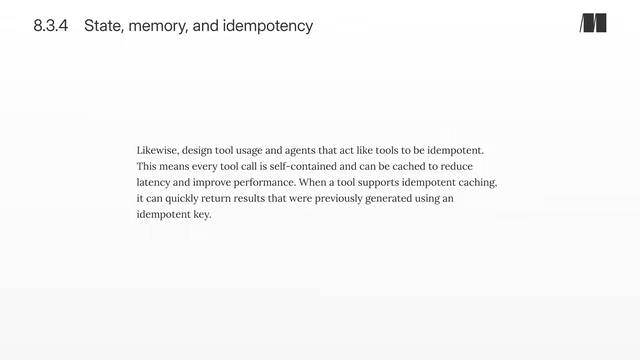 8.3.4 State, memory, and idempotency
Likewise, design tool usage and agents that act like tools to be idempotent.
This means every tool call is self-contained and can be cached to reduce
latency and improve performance. When a tool supports idempotent caching,
it can quickly return results that were previously generated using an
idempotent key.